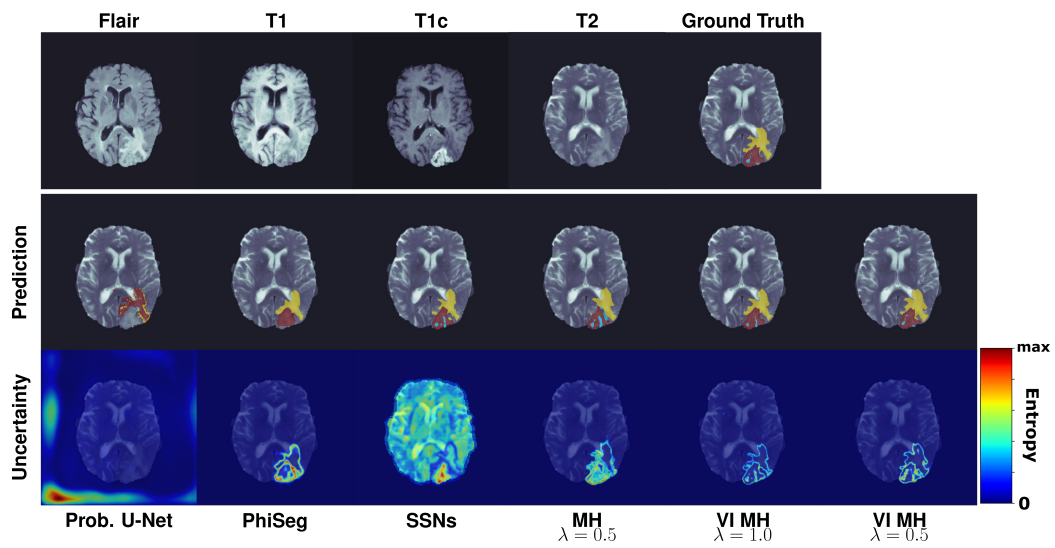 Flair T1 T1c T2 Ground Truth
Prediction
Uncertainty
max
Entropy
0
Prob. U-Net PhiSeg SSNs MH VI MH VI MH
λ = 0.5 λ = 1.0 λ = 0.5